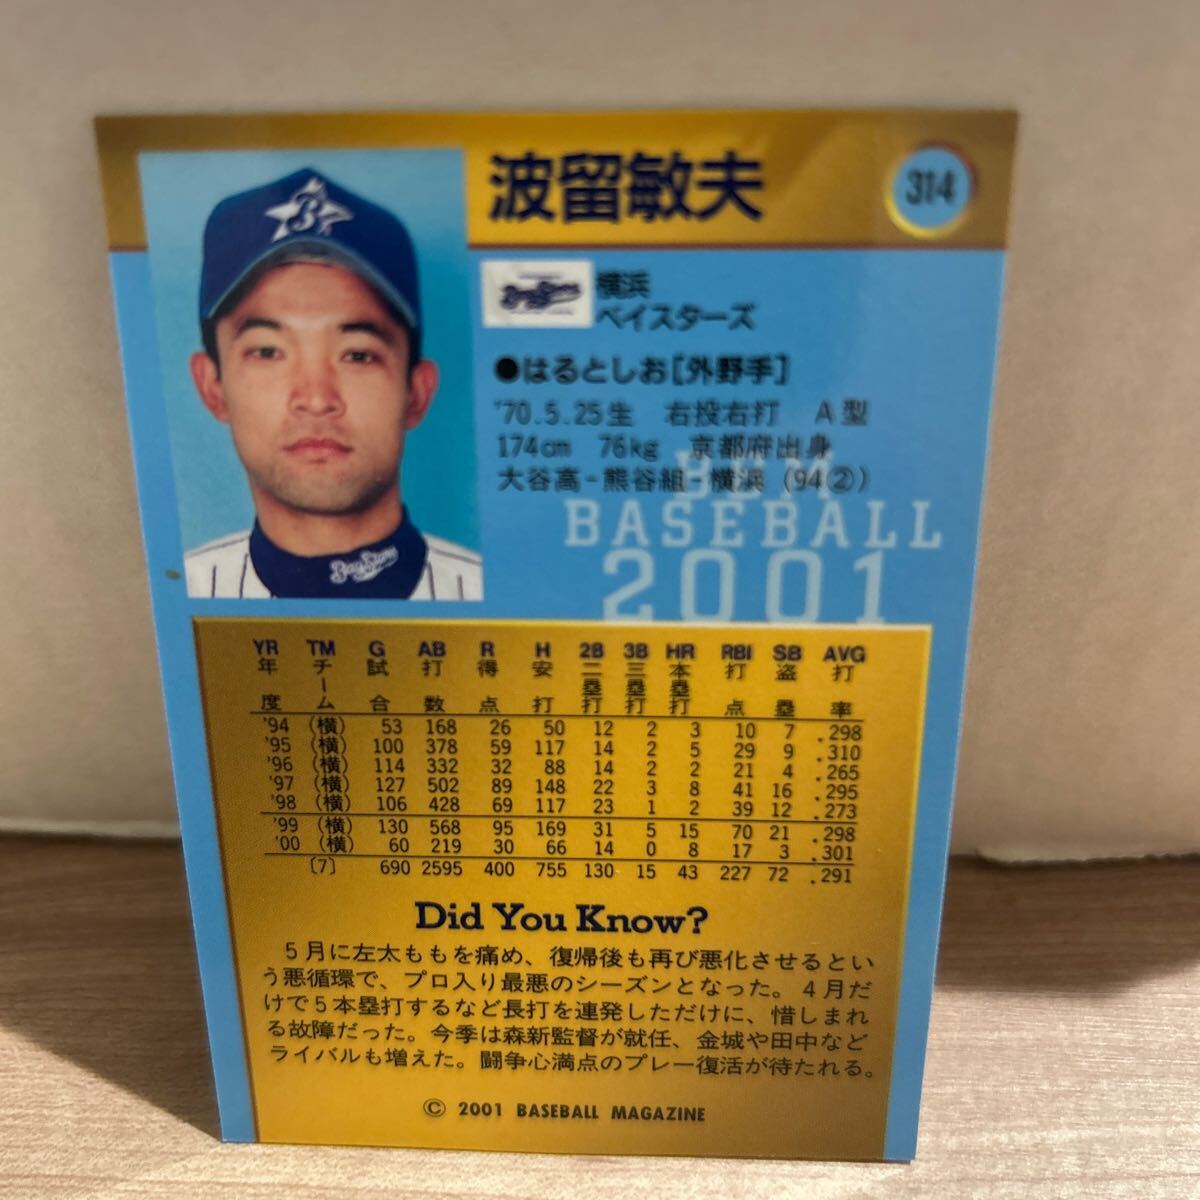 波留敏夫
314
横浜
ベイスターズ
●はるとしお[外野手]
'70.5.25生 右投右打 A型
174cm 76kg 京都府出身
大谷高-熊谷組-横浜 (94②)
BBM
BASEBALL
2001
BayStars
YR TM G AB R H 2B 3B HR RBI SB AVG
年度 チーム 試合 打数 得点 安打 二塁打 三塁打 本塁打 打点 盗塁 打率
'94 (横) 53 168 26 50 12 2 3 10 7 .298
'95 (横) 100 378 59 117 14 2 5 29 9 .310
'96 (横) 114 332 32 88 14 2 2 21 4 .265
'97 (横) 127 502 89 148 22 3 8 41 16 .295
'98 (横) 106 428 69 117 23 1 2 39 12 .273
'99 (横) 130 568 95 169 31 5 15 70 21 .298
'00 (横) 60 219 30 66 14 0 8 17 3 .301
[7] 690 2595 400 755 130 15 43 227 72 .291
Did You Know?
5月に左太ももを痛め、復帰後も再び悪化させるとい
う悪循環で、プロ入り最悪のシーズンとなった。4月だ
けで5本塁打するなど長打を連発しただけに、惜しまれ
る故障だった。今季は森新監督が就任、金城や田中など
ライバルも増えた。闘争心満点のプレー復活が待たれる。
© 2001 BASEBALL MAGAZINE